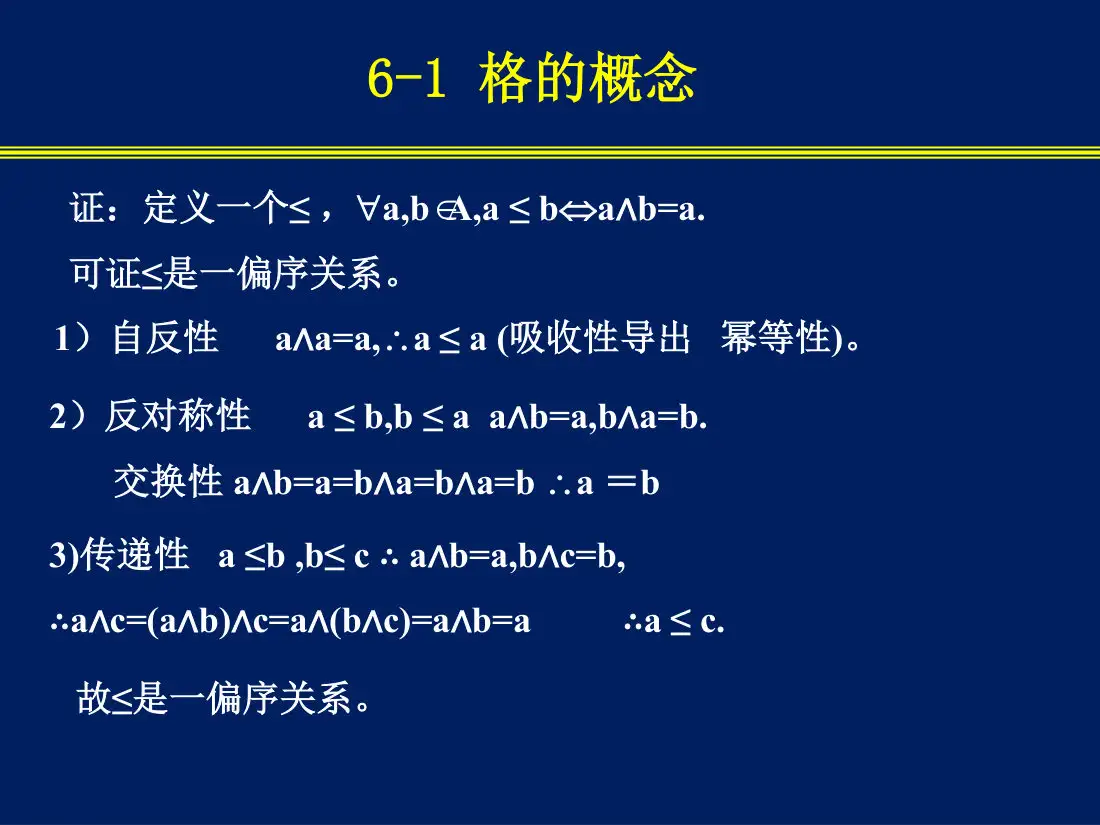 6-1 格的概念
证：定义一个≤ ，∀a,b∈A,a ≤ b⇔a∧b=a.
可证≤是一偏序关系。
1）自反性 a∧a=a,∴a ≤ a (吸收性导出 幂等性)。
2）反对称性 a ≤ b,b ≤ a a∧b=a,b∧a=b.
交换性 a∧b=a=b∧a=b∧a=b ∴a ＝b
3)传递性 a ≤b ,b≤ c ∴ a∧b=a,b∧c=b,
∴a∧c=(a∧b)∧c=a∧(b∧c)=a∧b=a ∴a ≤ c.
故≤是一偏序关系。